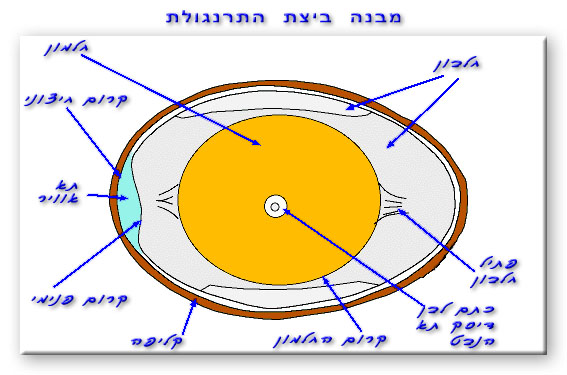 מבנה ביצת התרנגולת
חלמון
חלבון
קרום חיצוני
תא
אוויר
פתיל
חלבון
קרום פנימי
כתם לבן
דיסק תא
הנבט
קרום החלמון
קליפה